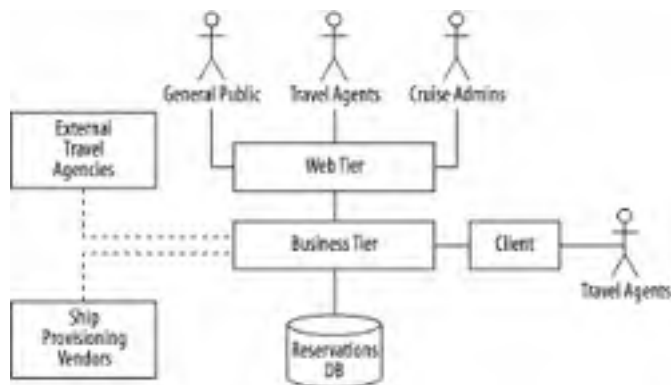 General Public
Travel Agents
Cruise Admins
External
Travel
Agencies
Web Tier
Business Tier
Client
Travel Agents
Ship
Provisioning
Vendors
Reservations
DB